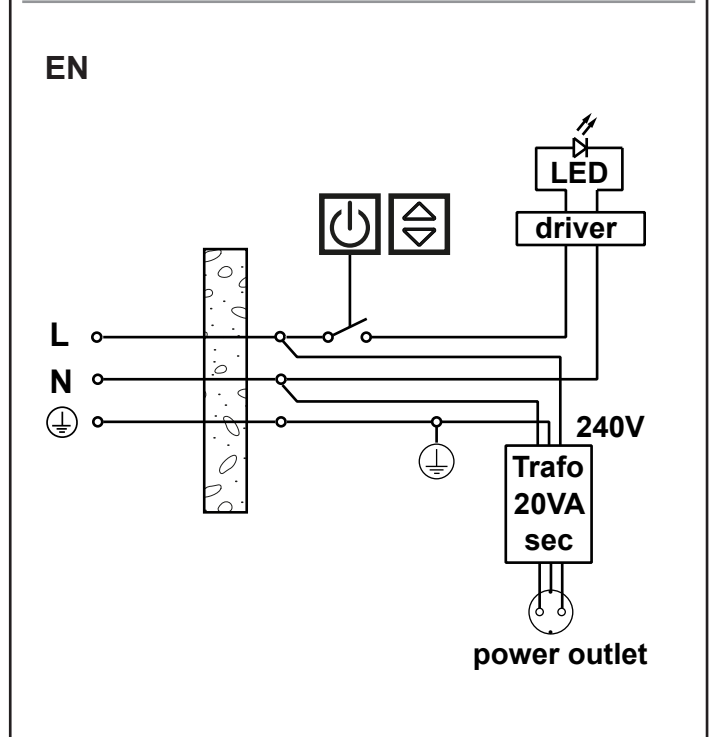 EN
LED
driver
L
N
240V
Trafo
20VA
sec
power outlet